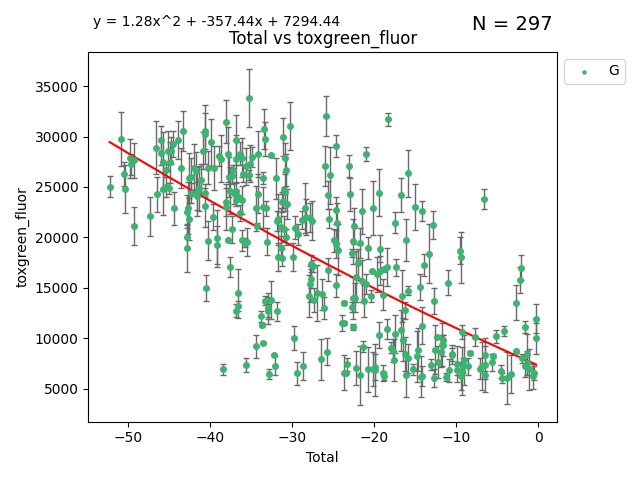 y = 1.28x^2 + -357.44x + 7294.44
N = 297
Total vs toxgreen_fluor
G
35000
30000
25000
20000
15000
10000
5000
toxgreen_fluor
−50
−40
−30
−20
−10
0
Total